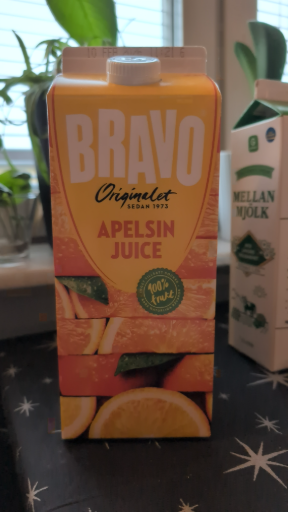 BRAVO
Originalet
SEDAN 1973
APELSIN
JUICE
100%
frukt
MELLAN
MJÖLK